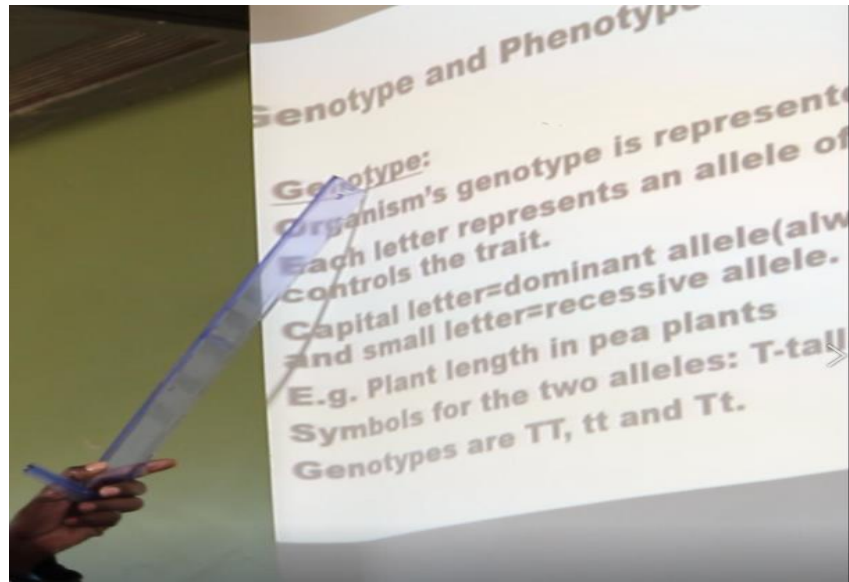 Genotype and Phenotype
Genotype:
Organism's genotype is represente
Each letter represents an allele of
controls the trait.
Capital letter=dominant allele(alw
and small letter=recessive allele.
E.g. Plant length in pea plants
Symbols for the two alleles: T-tall
Genotypes are TT, tt and Tt.